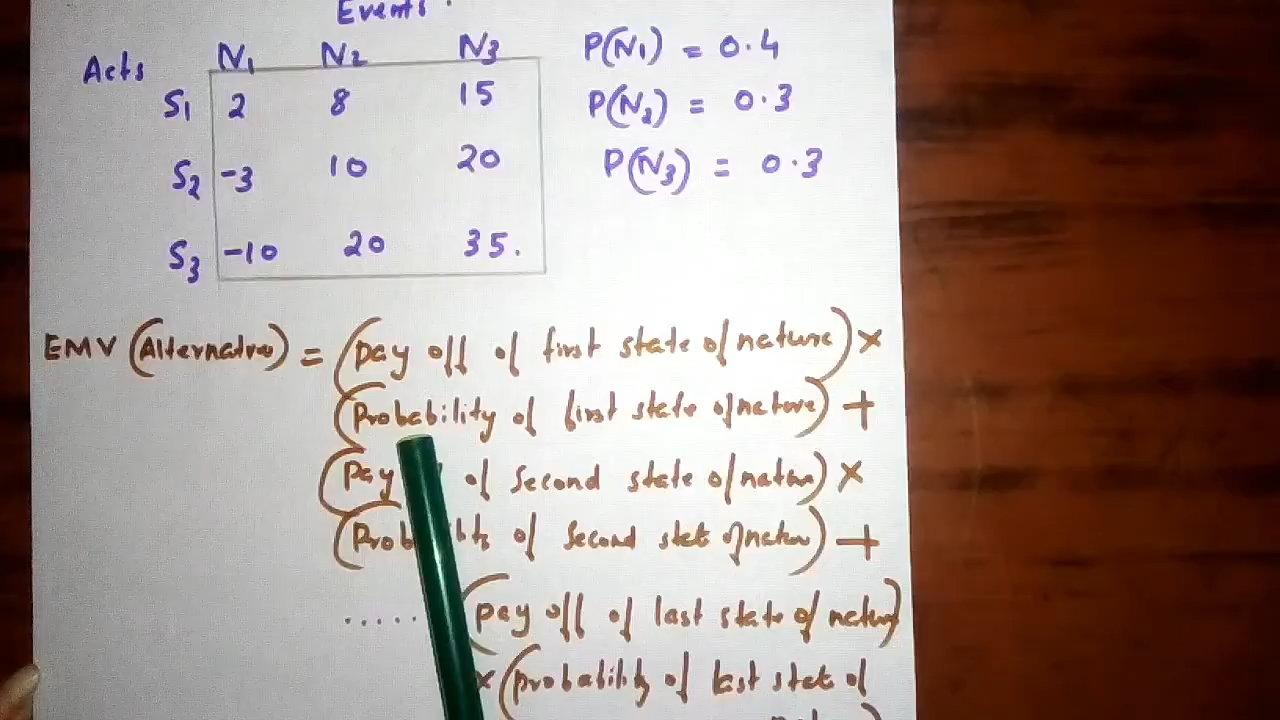 Events.
Acts N1 N2 N3 P(N1) = 0.4
S1 2 8 15 P(N2) = 0.3
S2 -3 10 20 P(N3) = 0.3
S3 -10 20 35.
EMV (Alternative) = (pay off of first state of nature) ×
(Probability of first state of nature) +
(Pay of second state of nature) ×
(of second state of nature) +
..... (pay off of last state of nature)
× (probability of last state of